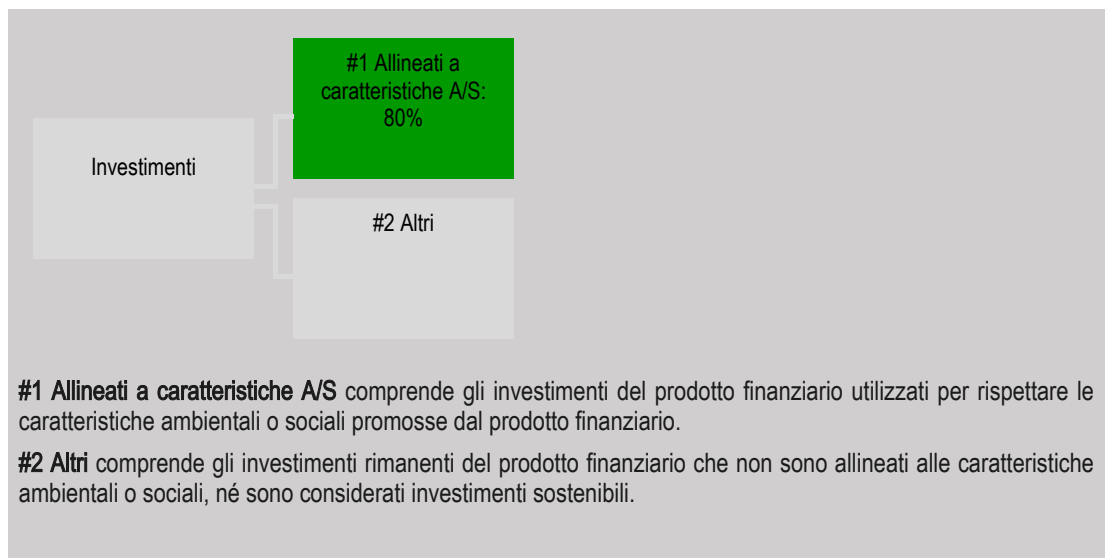 #1 Allineati a
caratteristiche A/S:
80%
Investimenti
#2 Altri
#1 Allineati a caratteristiche A/S comprende gli investimenti del prodotto finanziario utilizzati per rispettare le
caratteristiche ambientali o sociali promosse dal prodotto finanziario.
#2 Altri comprende gli investimenti rimanenti del prodotto finanziario che non sono allineati alle caratteristiche
ambientali o sociali, né sono considerati investimenti sostenibili.